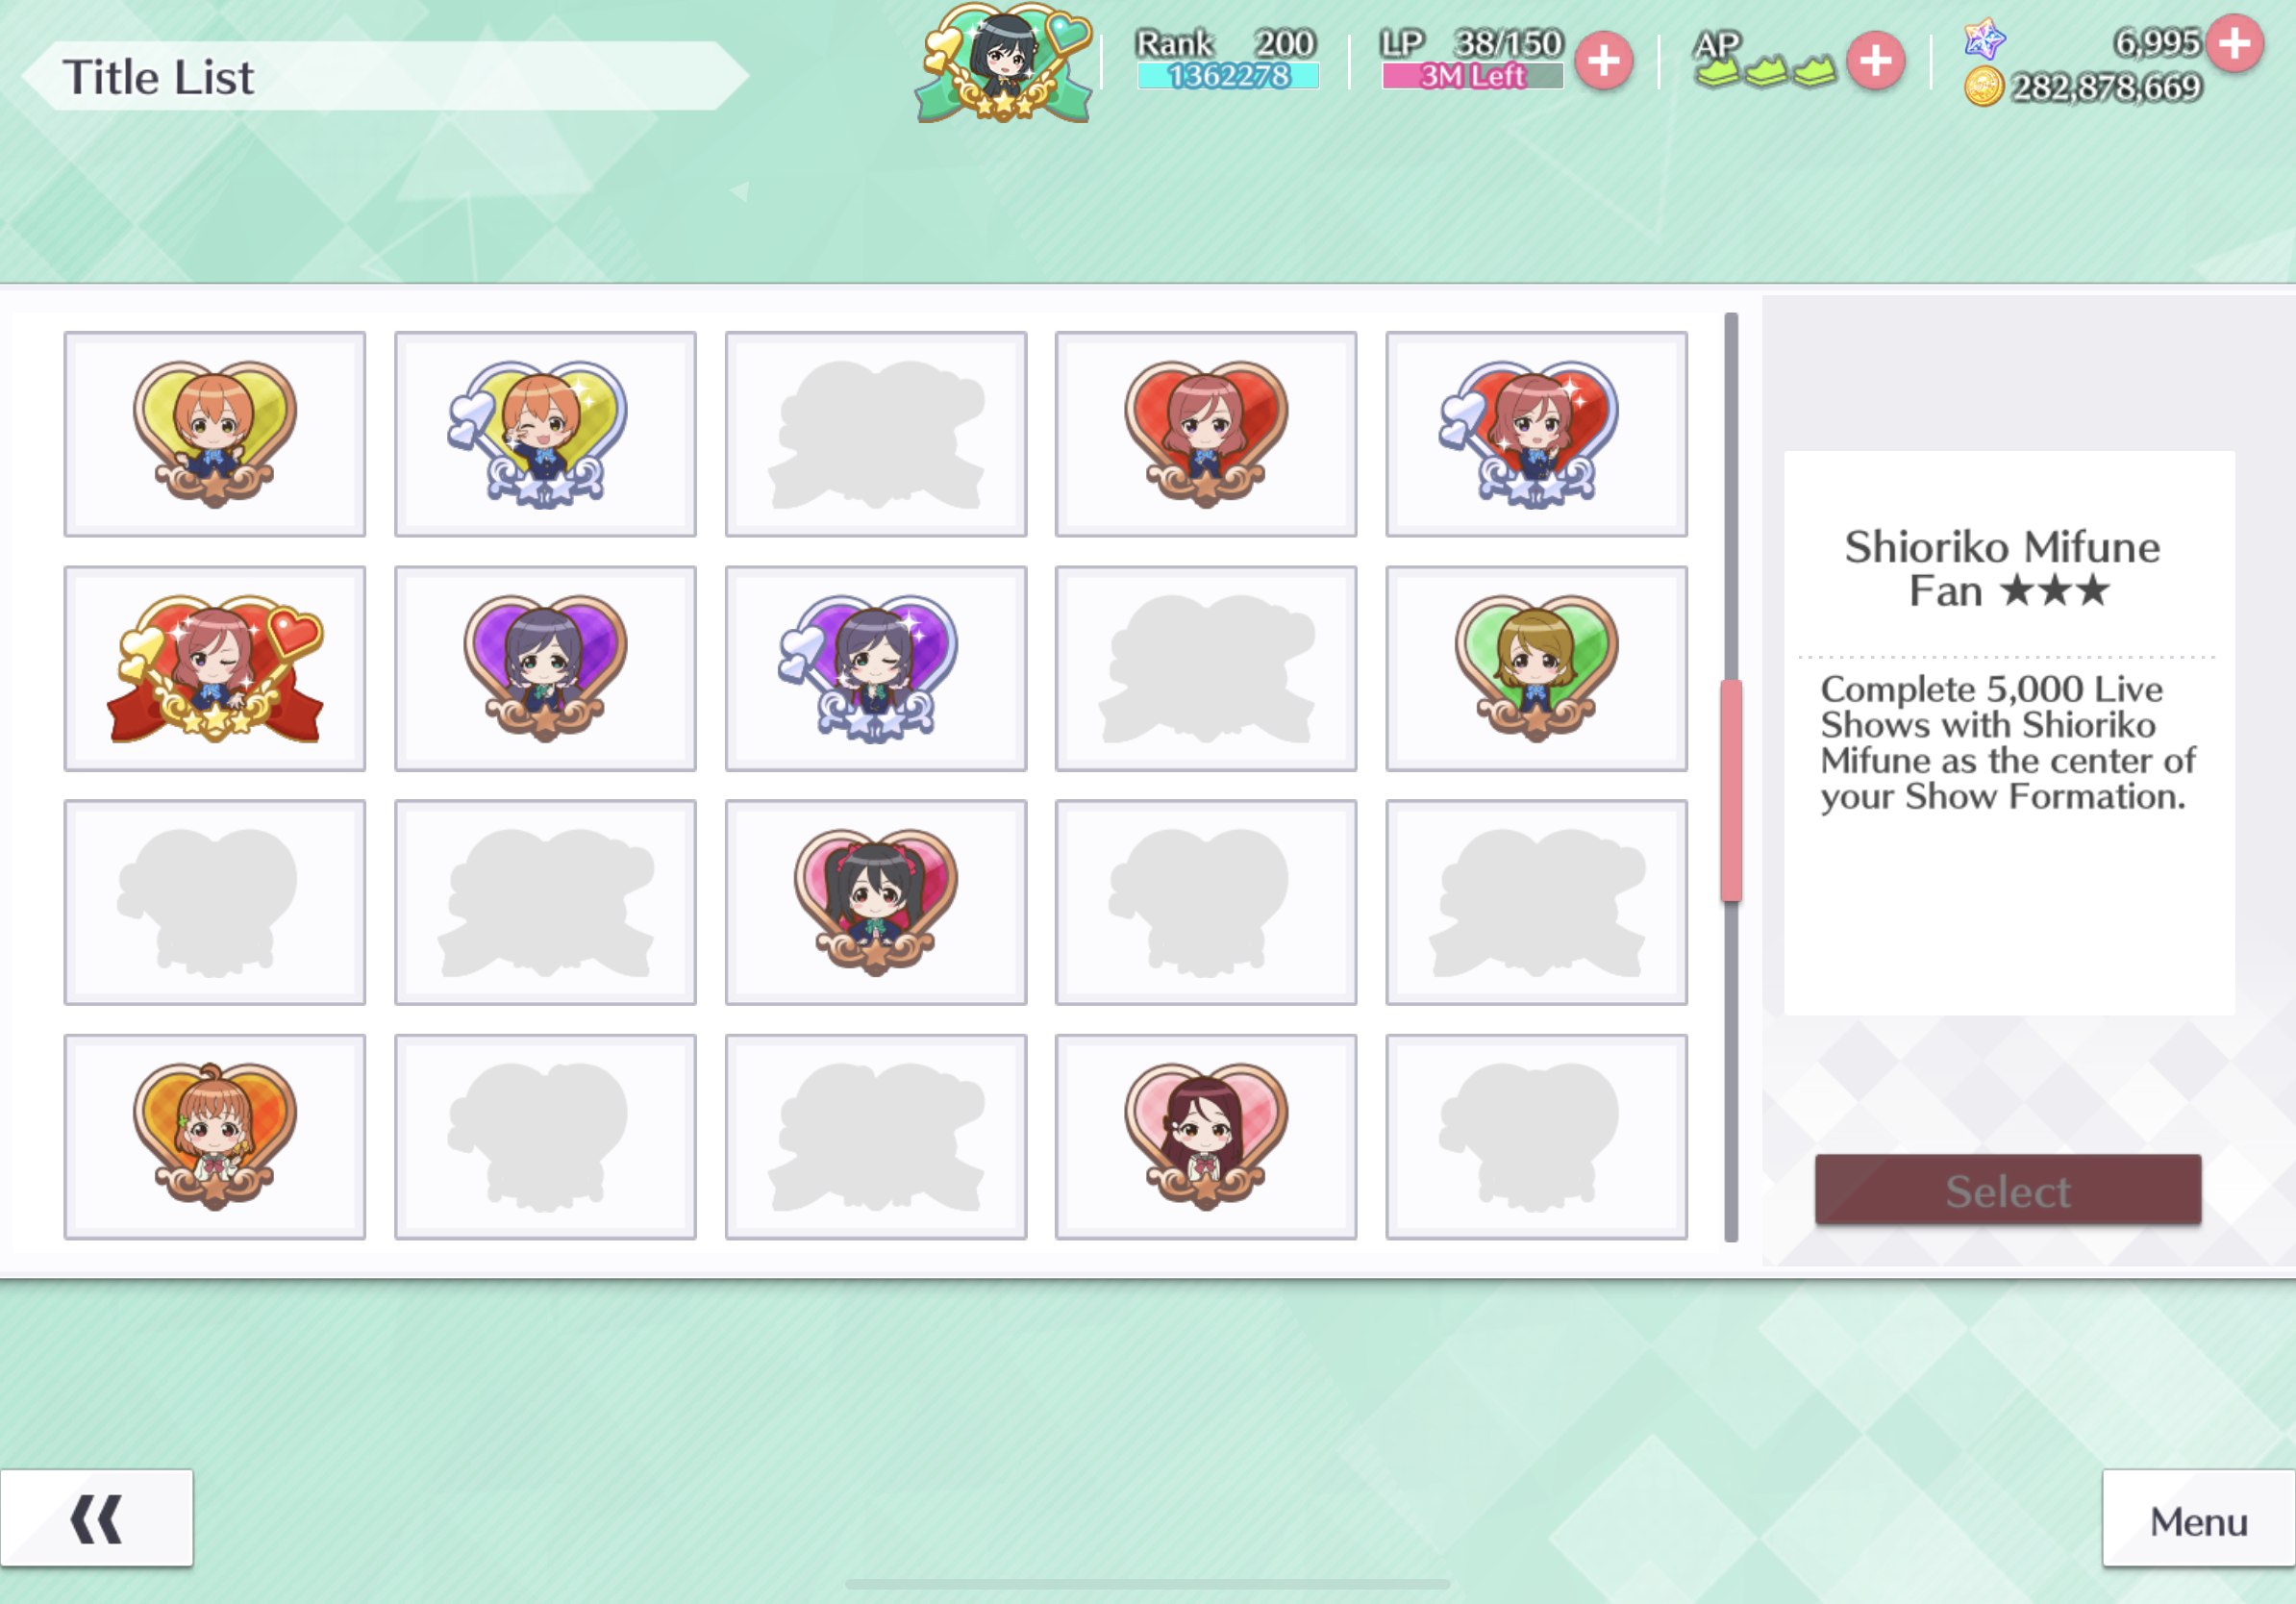 Title List
Rank 200
1362278
LP 38/150
3M Left
AP
6,995
282,878,669
Shioriko Mifune
Fan ★★★
Complete 5,000 Live
Shows with Shioriko
Mifune as the center of
your Show Formation.
Select
Menu